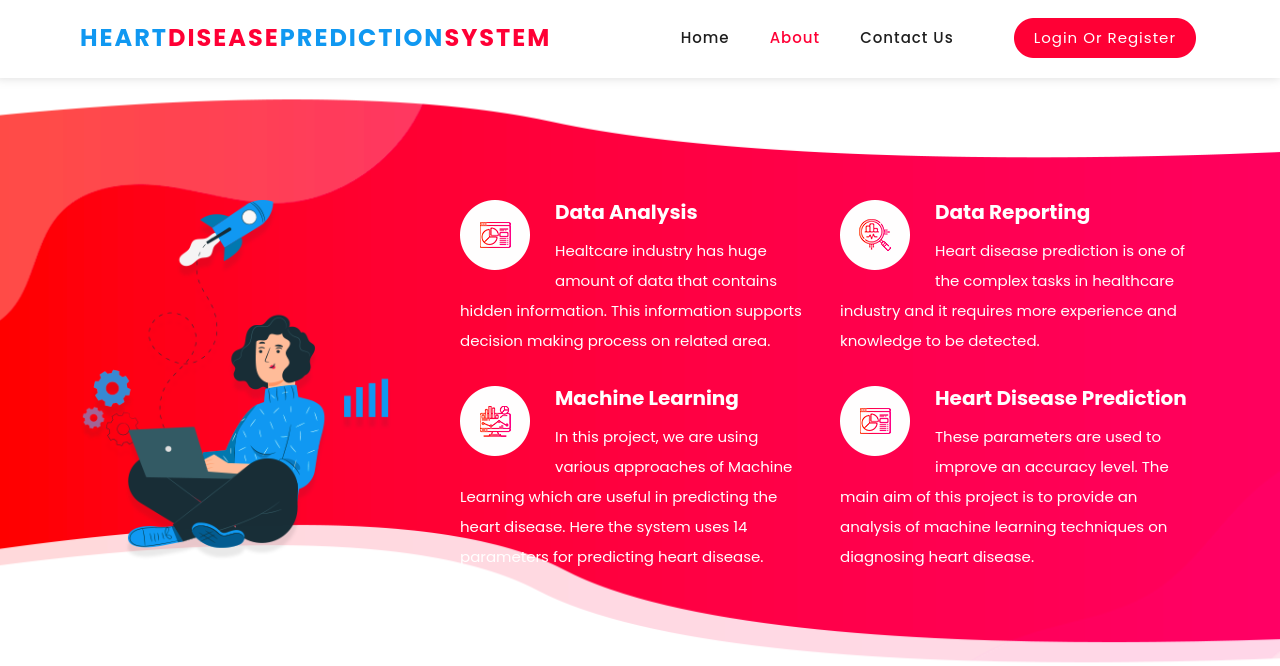 HEARTDISEASEPREDICTIONSYSTEM
Home
About
Contact Us
Login Or Register
Data Analysis
Healtcare industry has huge
amount of data that contains
hidden information. This information supports
decision making process on related area.
Data Reporting
Heart disease prediction is one of
the complex tasks in healthcare
industry and it requires more experience and
knowledge to be detected.
Machine Learning
In this project, we are using
various approaches of Machine
Learning which are useful in predicting the
heart disease. Here the system uses 14
parameters for predicting heart disease.
Heart Disease Prediction
These parameters are used to
improve an accuracy level. The
main aim of this project is to provide an
analysis of machine learning techniques on
diagnosing heart disease.